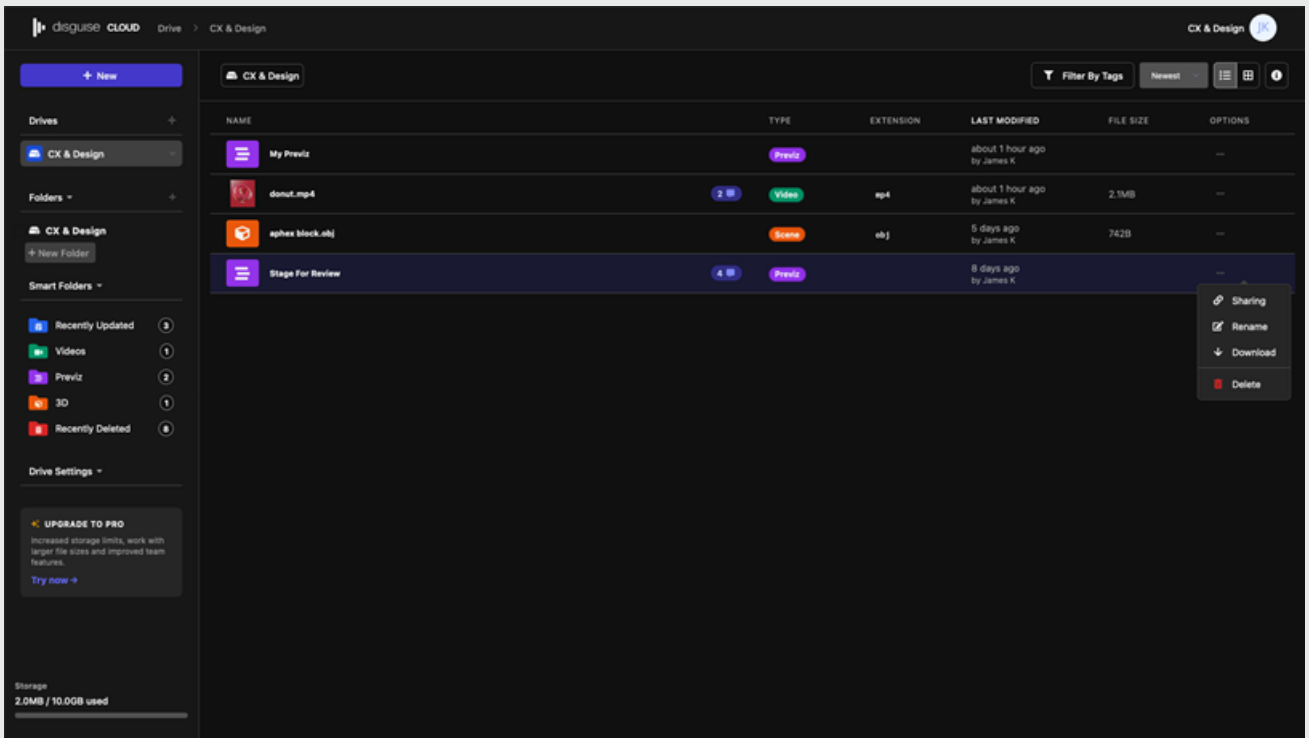 disguise CLOUD Drive > CX & Design
CX & Design JK
+ New
CX & Design
Filter By Tags
Newest
Drives +
CX & Design
Folders +
CX & Design
+ New Folder
Smart Folders
Recently Updated 3
Videos 1
Previz 2
3D 1
Recently Deleted 8
Drive Settings
UPGRADE TO PRO
Increased storage limits, work with
larger file sizes and improved team
features.
Try now →
Storage
2.0MB / 10.0GB used
NAME TYPE EXTENSION LAST MODIFIED FILE SIZE OPTIONS
My Previz Previz about 1 hour ago
by James K
donut.mp4 2 Video mp4 about 1 hour ago 2.1MB
by James K
aphex block.obj Scene obj 5 days ago 742B
by James K
Stage For Review 4 Previz 8 days ago
by James K
Sharing
Rename
Download
Delete